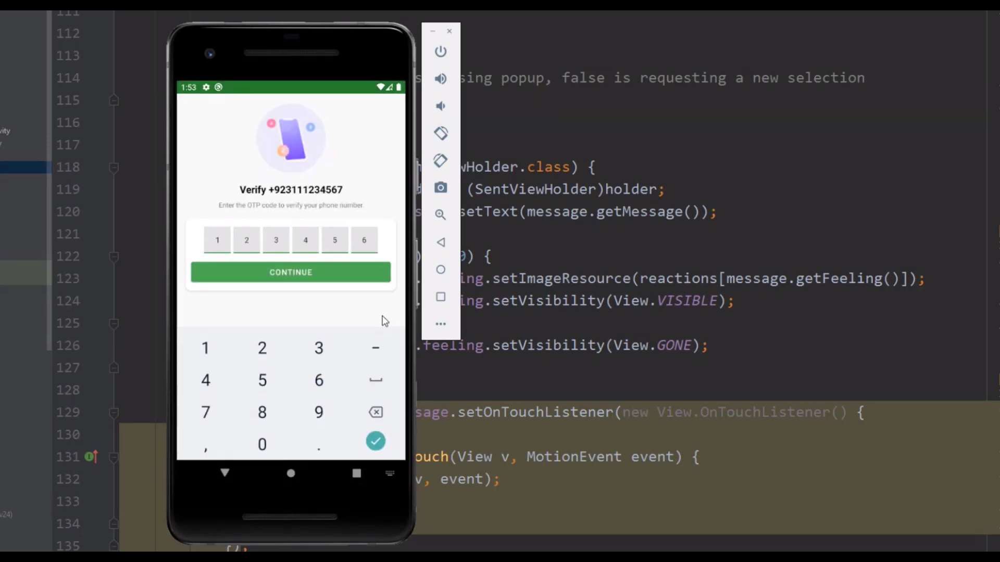 111
112
113
114
sing popup, false is requesting a new selection
115
116
117
118
wHolder.class) {
119
(SentViewHolder)holder;
120
setText(message.getMessage());
121
122
) {
123
ing.setImageResource(reactions[message.getFeeling()]);
124
ing.setVisibility(View.VISIBLE);
125
126
.feeling.setVisibility(View.GONE);
127
128
129
sage.setOnTouchListener(new View.OnTouchListener() {
130
131
ouch(View v, MotionEvent event) {
132
v, event);
133
134
135
});
vity
v24)
1:53
Verify +923111234567
Enter the OTP code to verify your phone number.
1 2 3 4 5 6
CONTINUE
1 2 3 -
4 5 6
7 8 9
, 0 .